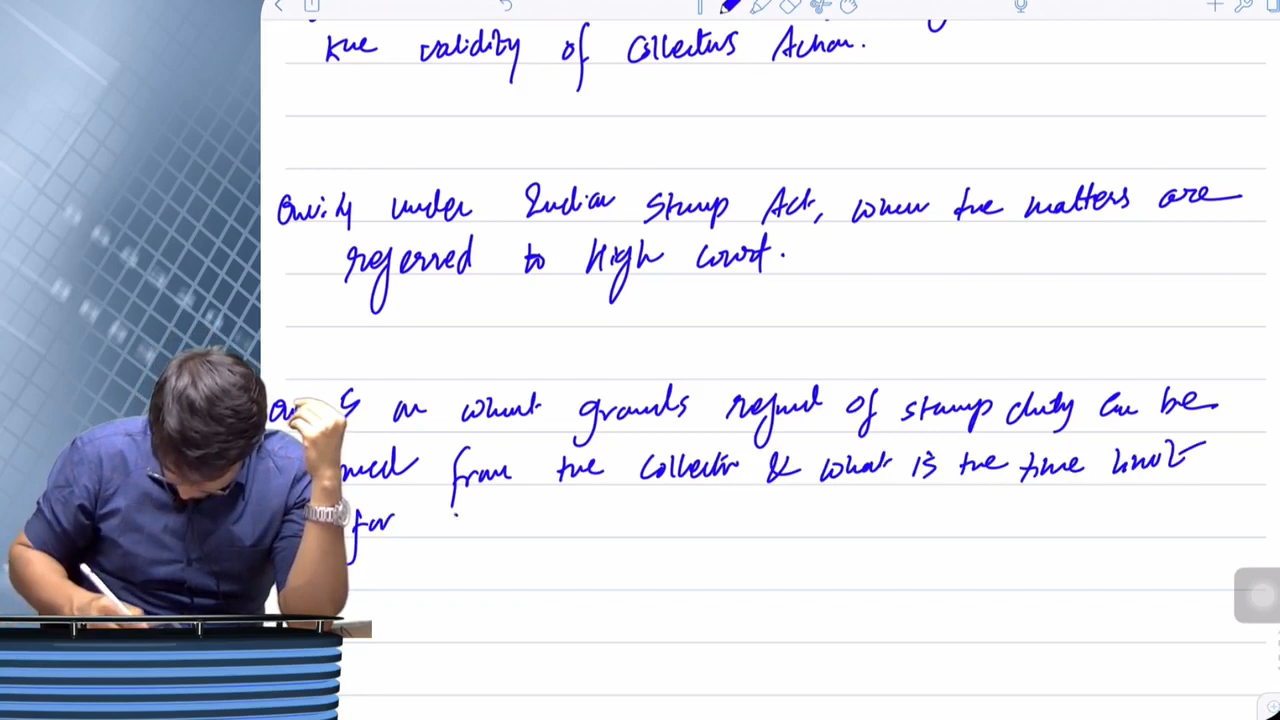 the validity of Collectors Action.
under Indian Stamp Act, when the matters are
referred to High court.
on what grounds refund of stamp duty can be
from the Collector & what is the time limit
for